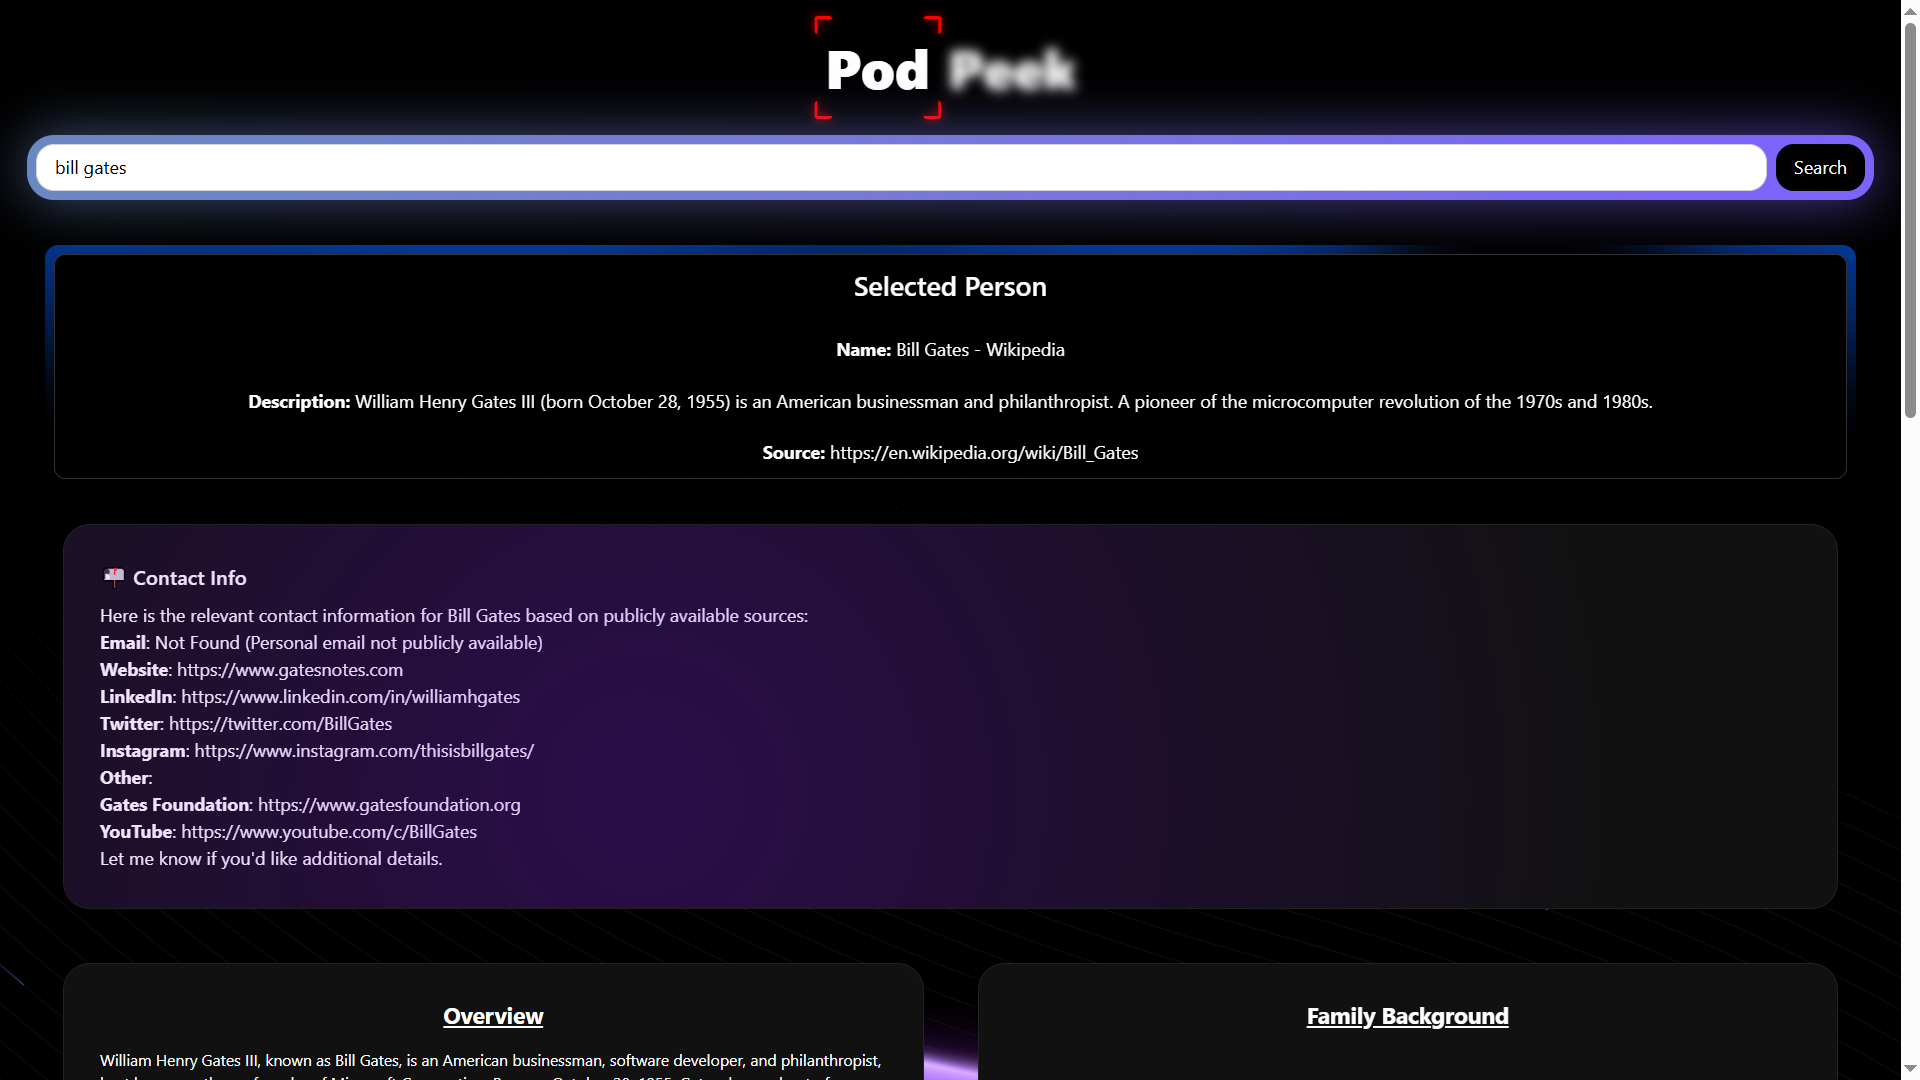 Pod Peek
bill gates
Search
Selected Person
Name: Bill Gates - Wikipedia
Description: William Henry Gates III (born October 28, 1955) is an American businessman and philanthropist. A pioneer of the microcomputer revolution of the 1970s and 1980s.
Source: https://en.wikipedia.org/wiki/Bill_Gates
Contact Info
Here is the relevant contact information for Bill Gates based on publicly available sources:
Email: Not Found (Personal email not publicly available)
Website: https://www.gatesnotes.com
LinkedIn: https://www.linkedin.com/in/williamhgates
Twitter: https://twitter.com/BillGates
Instagram: https://www.instagram.com/thisisbillgates/
Other:
Gates Foundation: https://www.gatesfoundation.org
YouTube: https://www.youtube.com/c/BillGates
Let me know if you'd like additional details.
Overview
William Henry Gates III, known as Bill Gates, is an American businessman, software developer, and philanthropist,
Family Background